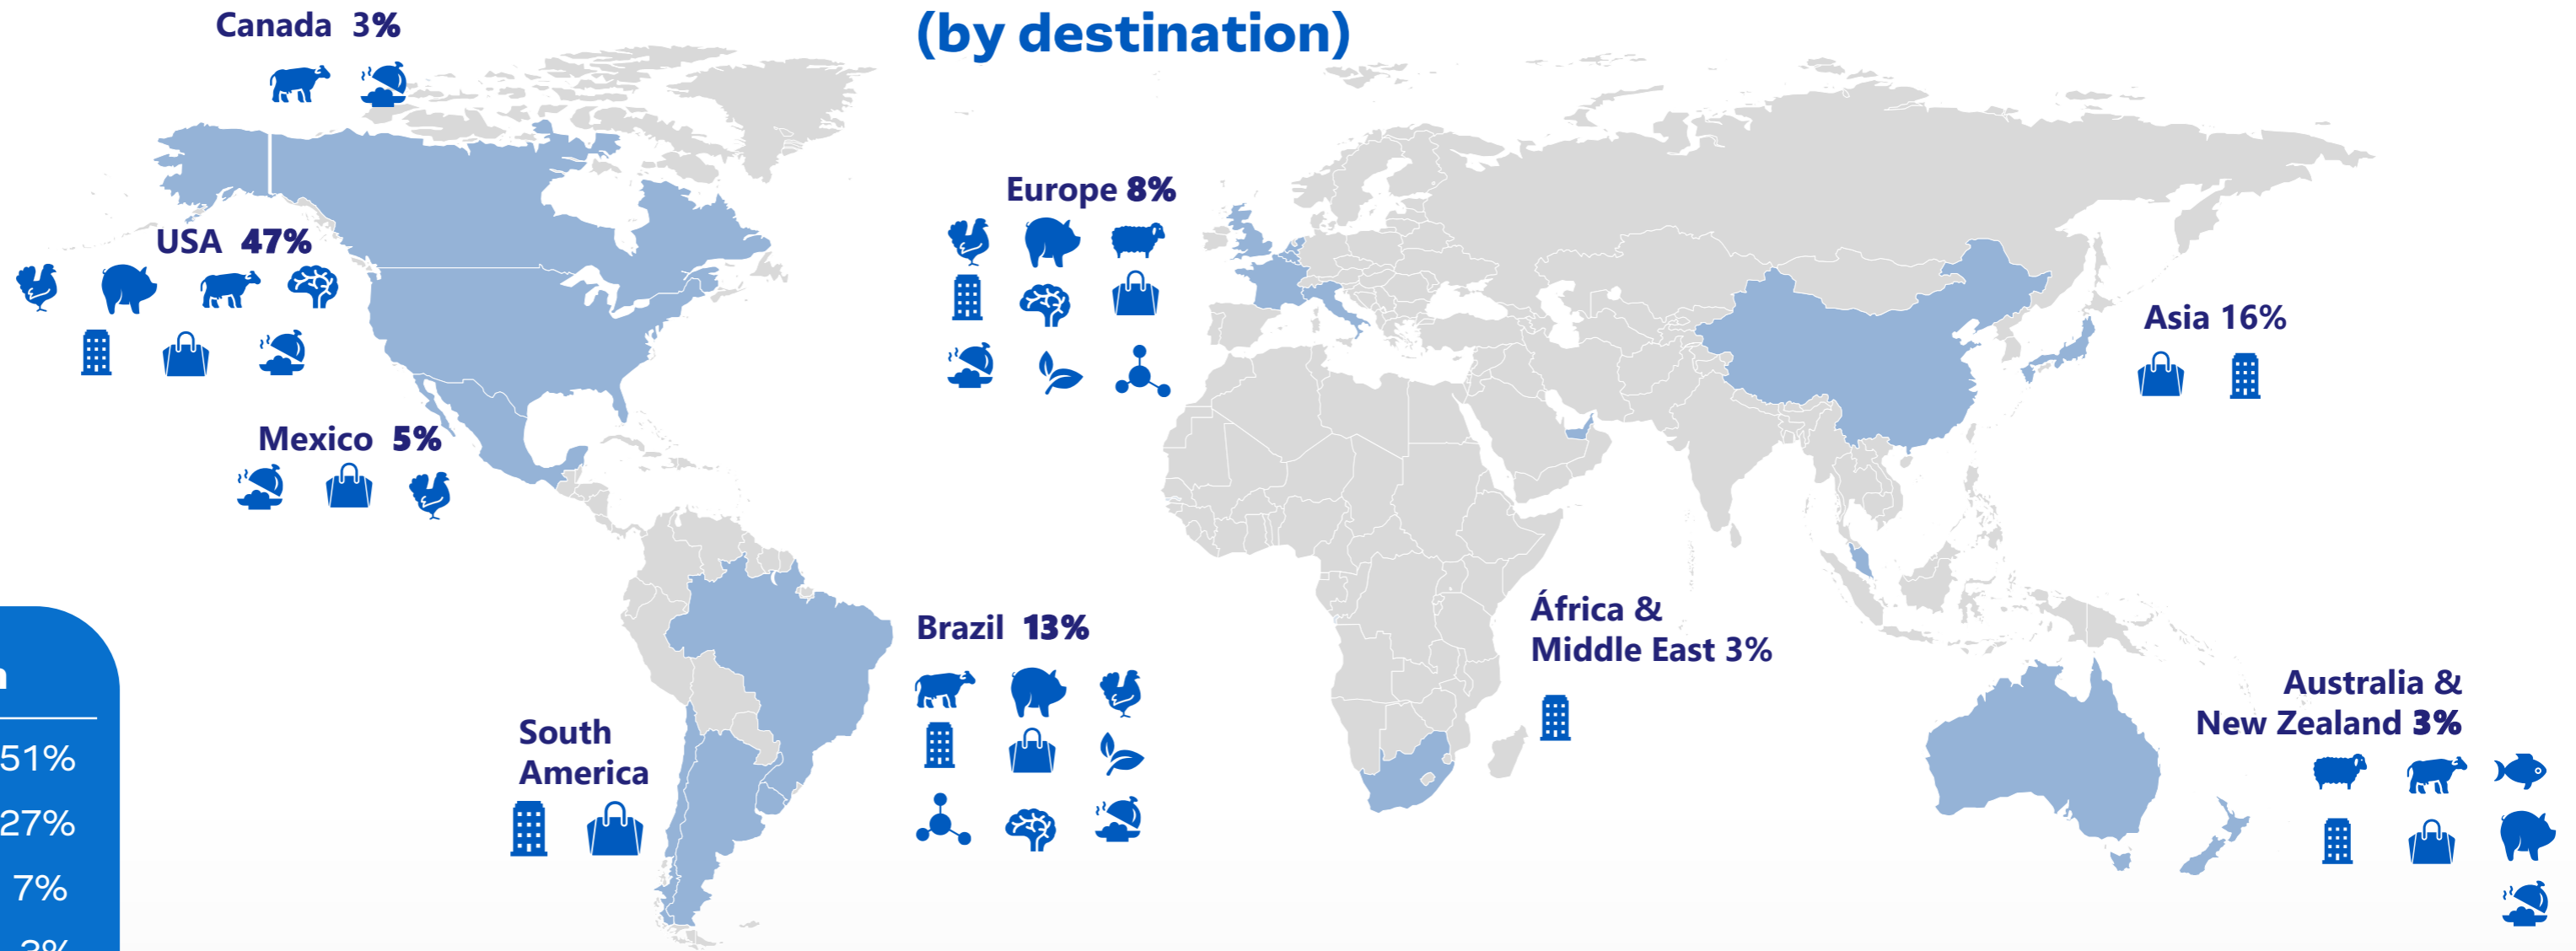 (by destination)
Canada 3%
USA 47%
Mexico 5%
Europe 8%
Asia 16%
Brazil 13%
South
America
África &
Middle East 3%
Australia &
New Zealand 3%
51%
27%
7%